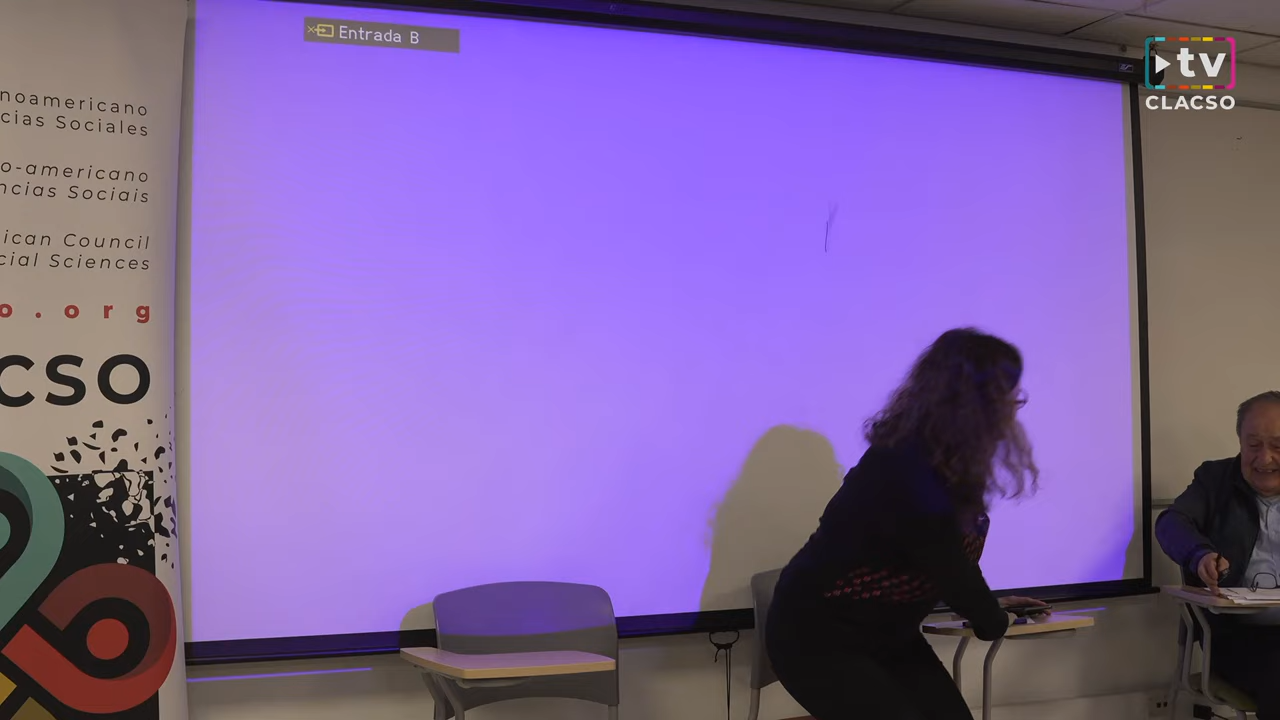 noamericano
cias Sociales
o-americano
ncias Sociais
ican Council
cial Sciences
o.org
CSO
Entrada B
tv
CLACSO